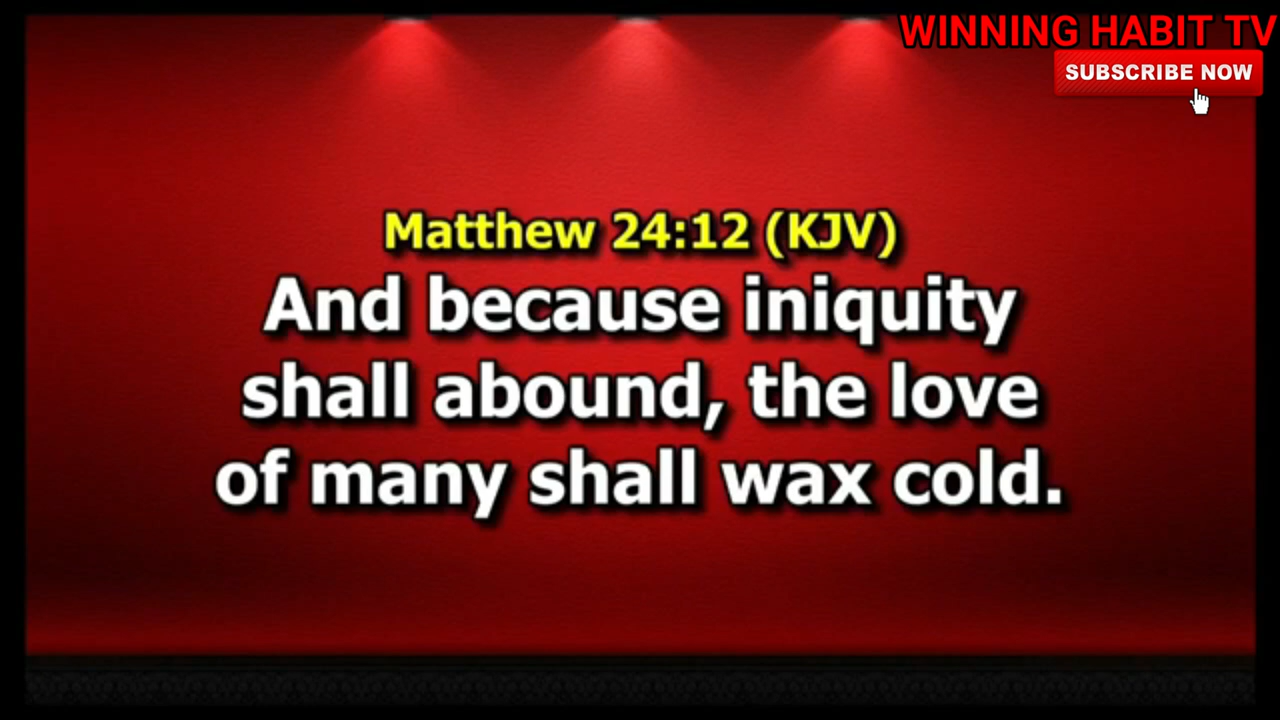 WINNING HABIT TV
SUBSCRIBE NOW
Matthew 24:12 (KJV)
And because iniquity
shall abound, the love
of many shall wax cold.